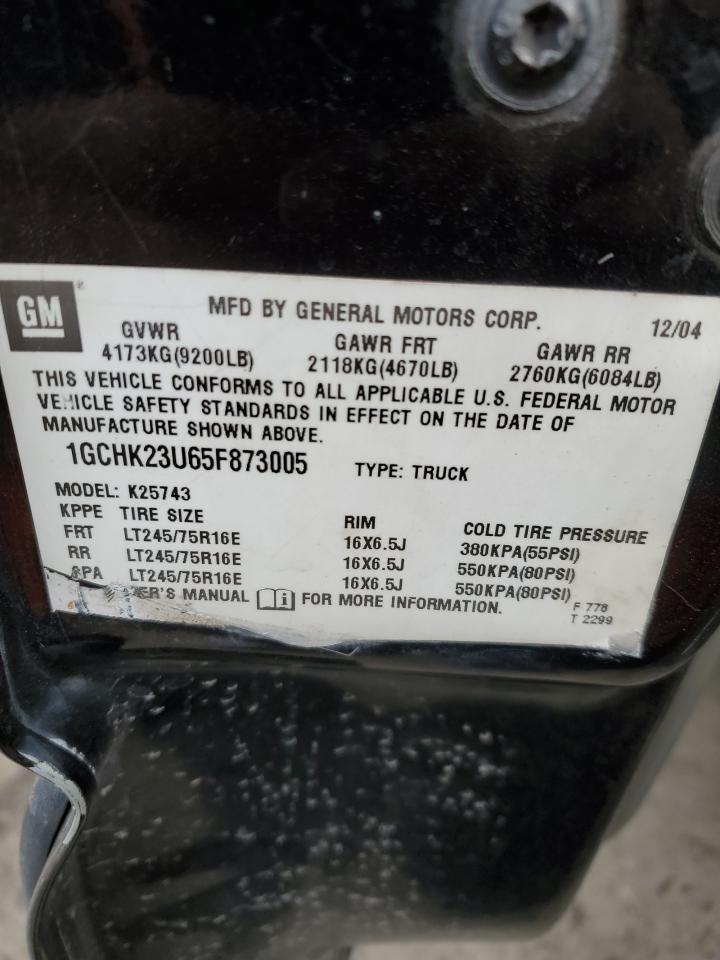 GM ®
MFD BY GENERAL MOTORS CORP. 12/04
GVWR GAWR FRT GAWR RR
4173KG(9200LB) 2118KG(4670LB) 2760KG(6084LB)
THIS VEHICLE CONFORMS TO ALL APPLICABLE U.S. FEDERAL MOTOR
VEHICLE SAFETY STANDARDS IN EFFECT ON THE DATE OF
MANUFACTURE SHOWN ABOVE.
1GCHK23U65F873005 TYPE: TRUCK
MODEL: K25743
KPPE TIRE SIZE RIM COLD TIRE PRESSURE
FRT LT245/75R16E 16X6.5J 380KPA(55PSI)
RR LT245/75R16E 16X6.5J 550KPA(80PSI)
SPA LT245/75R16E 16X6.5J 550KPA(80PSI)
MANUAL FOR MORE INFORMATION.
F 778
T 2299